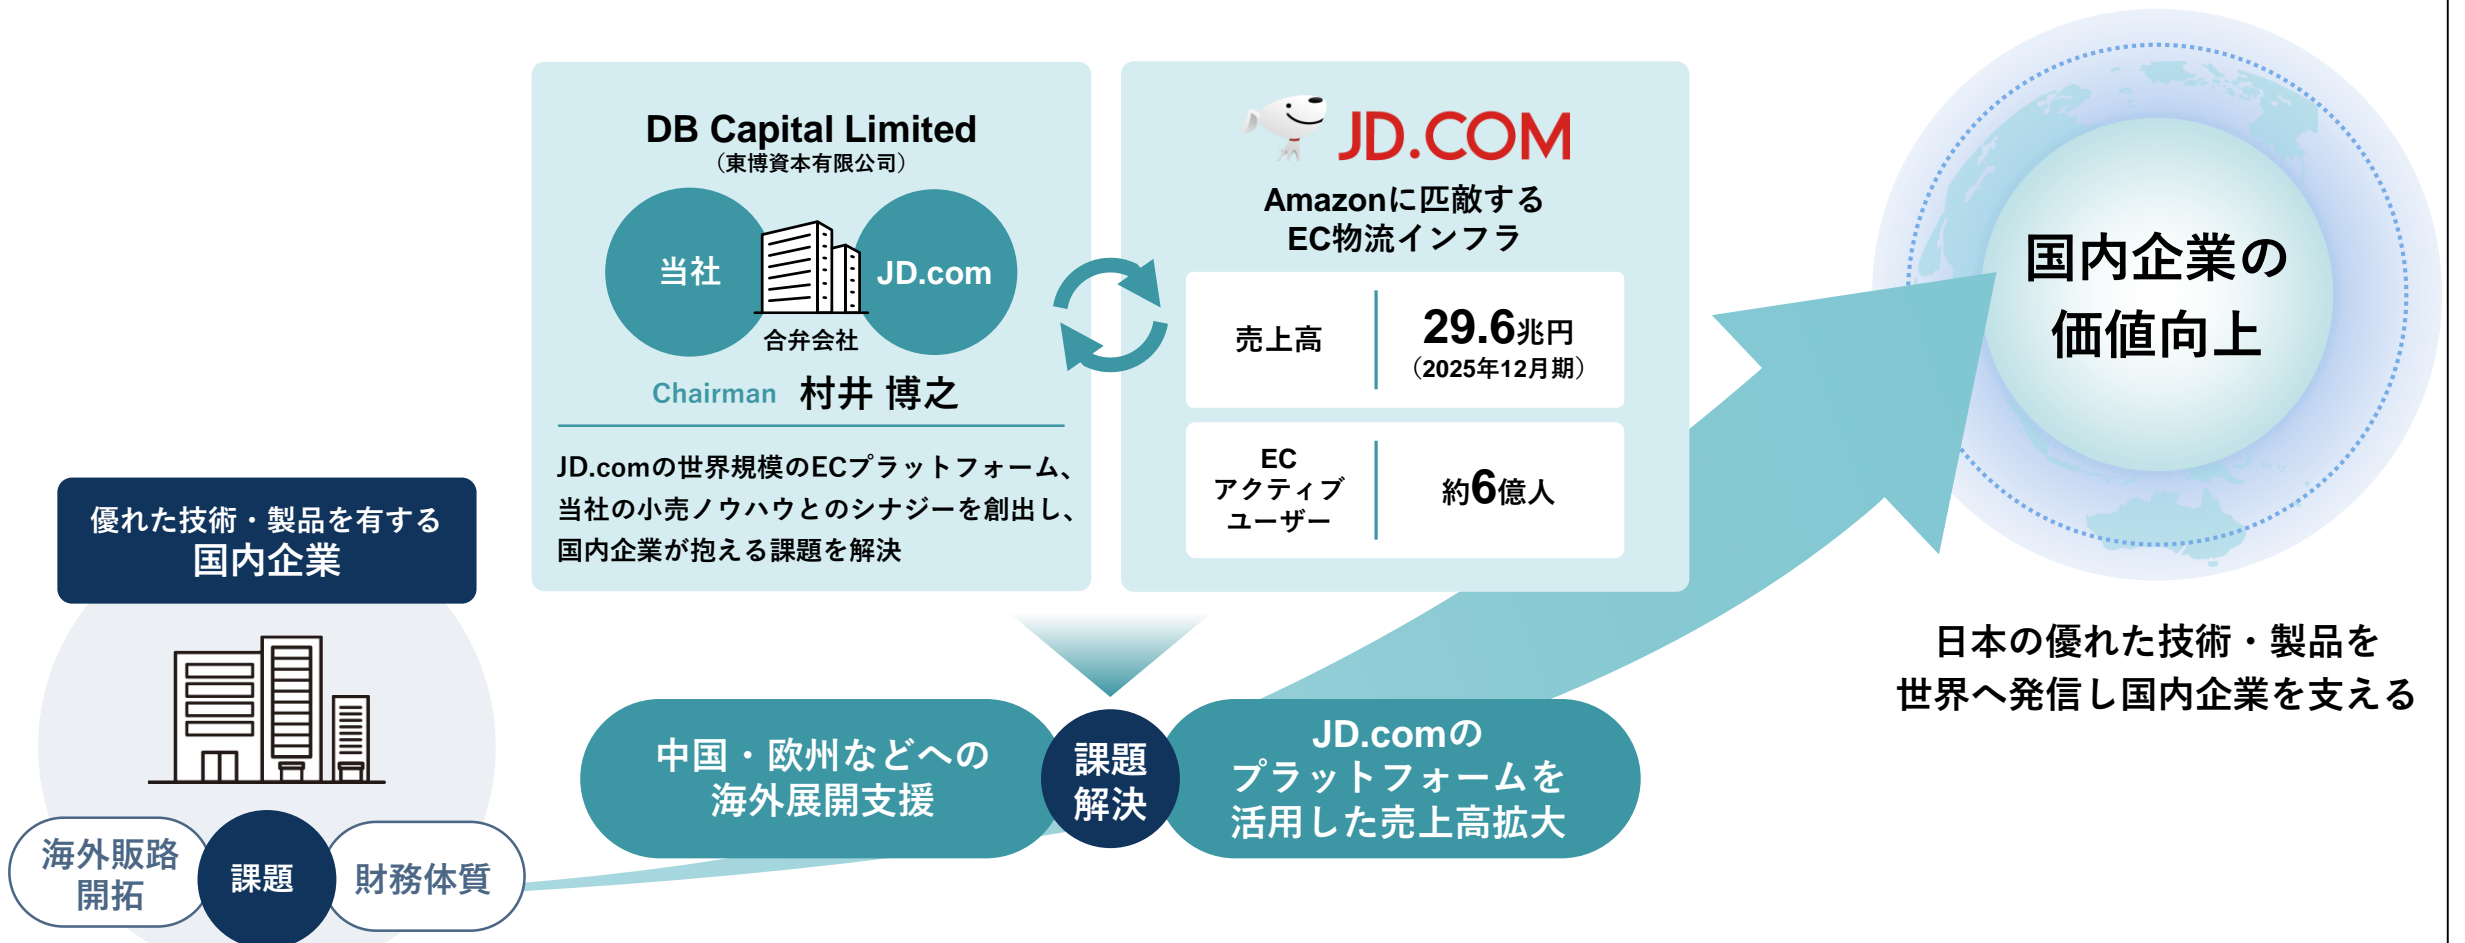 優れた技術・製品を有する
国内企業
海外販路
開拓
課題
財務体質
DB Capital Limited
（東博資本有限公司）
当社
JD.com
合弁会社
Chairman 村井 博之
JD.comの世界規模のECプラットフォーム、
当社の小売ノウハウとのシナジーを創出し、
国内企業が抱える課題を解決
JD.COM
Amazonに匹敵する
EC物流インフラ
売上高
29.6兆円
（2025年12月期）
EC
アクティブ
ユーザー
約6億人
中国・欧州などへの
海外展開支援
課題
解決
JD.comの
プラットフォームを
活用した売上高拡大
国内企業の
価値向上
日本の優れた技術・製品を
世界へ発信し国内企業を支える